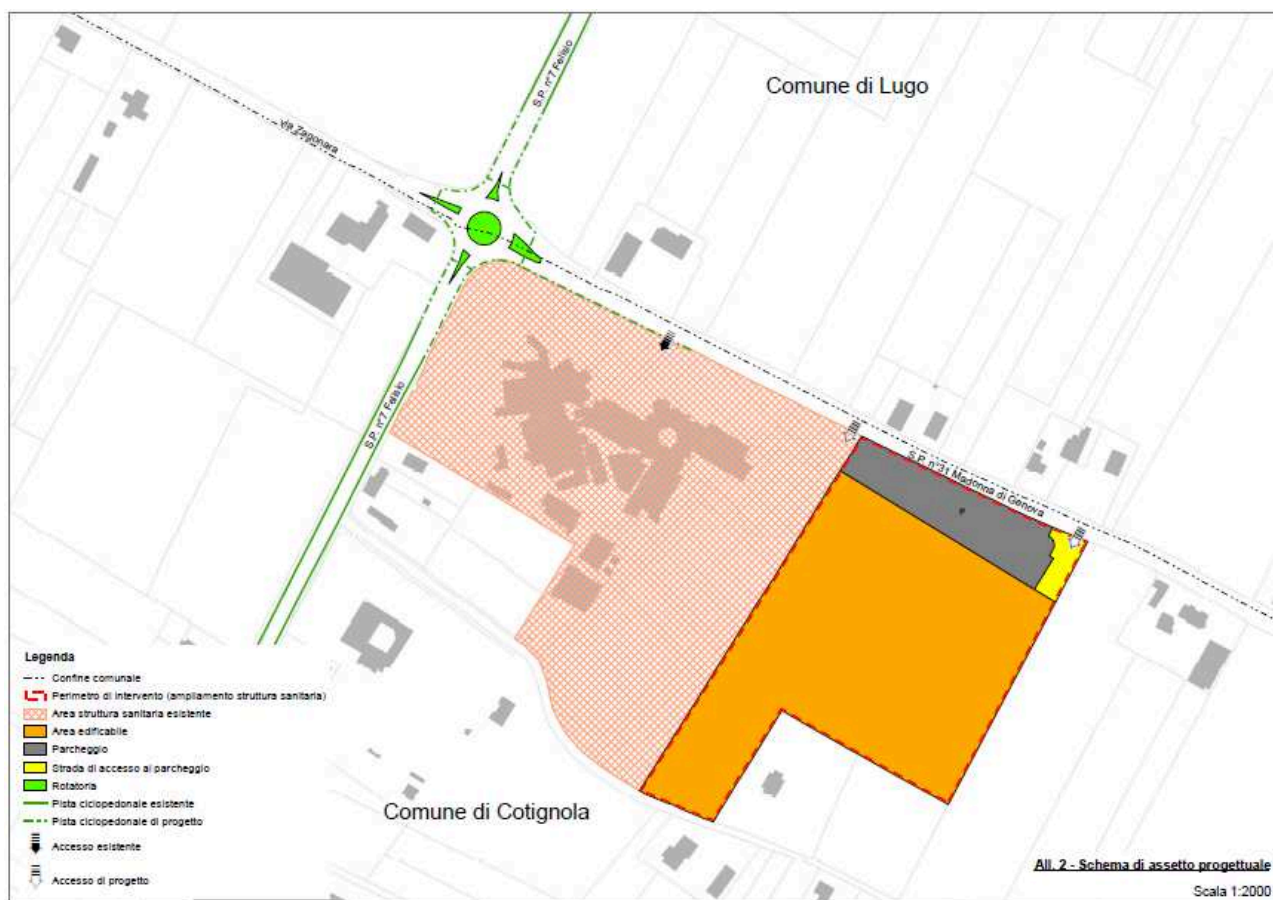 Comune di Lugo
S.P. n°7 Felisio
via Zagonara
S.P. n°7 Felisio
S.P. n°31 Madonna di Genova
Comune di Cotignola
Legenda
Confine comunale
Perimetro di intervento (ampliamento struttura sanitaria)
Area struttura sanitaria esistente
Area edificabile
Parcheggio
Strada di accesso al parcheggio
Rotatoria
Pista ciclopedonale esistente
Pista ciclopedonale di progetto
Accesso esistente
Accesso di progetto
All. 2 - Schema di assetto progettuale
Scala 1:2000